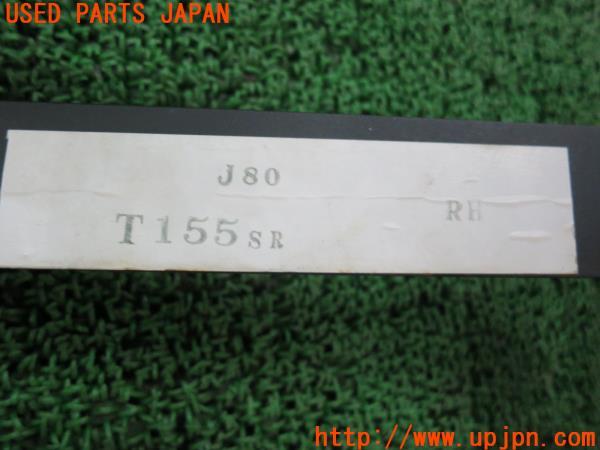 USED PARTS JAPAN
J80
RH
T155SR
http://www.upjpn.com